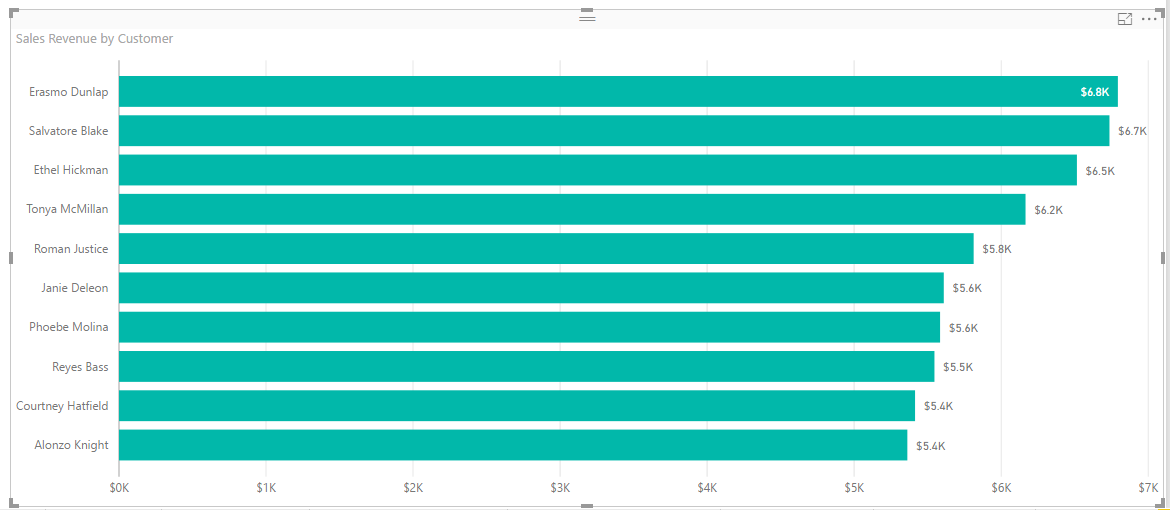 Sales Revenue by Customer
Erasmo Dunlap $6.8K
Salvatore Blake $6.7K
Ethel Hickman $6.5K
Tonya McMillan $6.2K
Roman Justice $5.8K
Janie Deleon $5.6K
Phoebe Molina $5.6K
Reyes Bass $5.5K
Courtney Hatfield $5.4K
Alonzo Knight $5.4K
$0K $1K $2K $3K $4K $5K $6K $7K